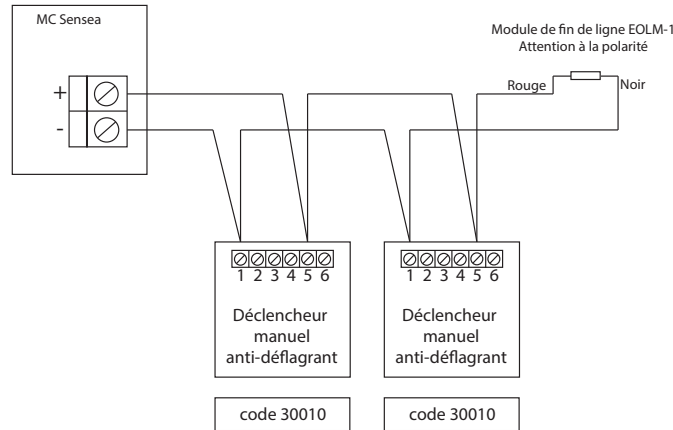 MC Sensea
Module de fin de ligne EOLM-1
Attention à la polarité
Rouge
Noir
+
-
1 2 3 4 5 6
Déclencheur
manuel
anti-déflagrant
1 2 3 4 5 6
Déclencheur
manuel
anti-déflagrant
code 30010
code 30010